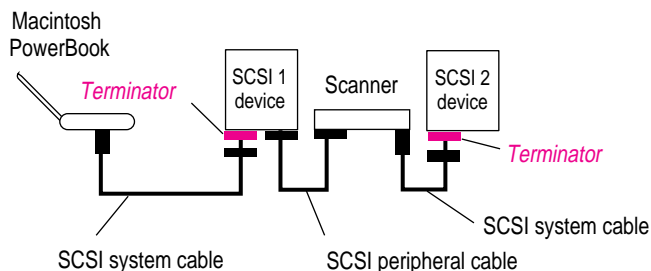 Macintosh
PowerBook
Terminator
SCSI 1
device
Scanner
SCSI 2
device
Terminator
SCSI system cable
SCSI system cable
SCSI peripheral cable